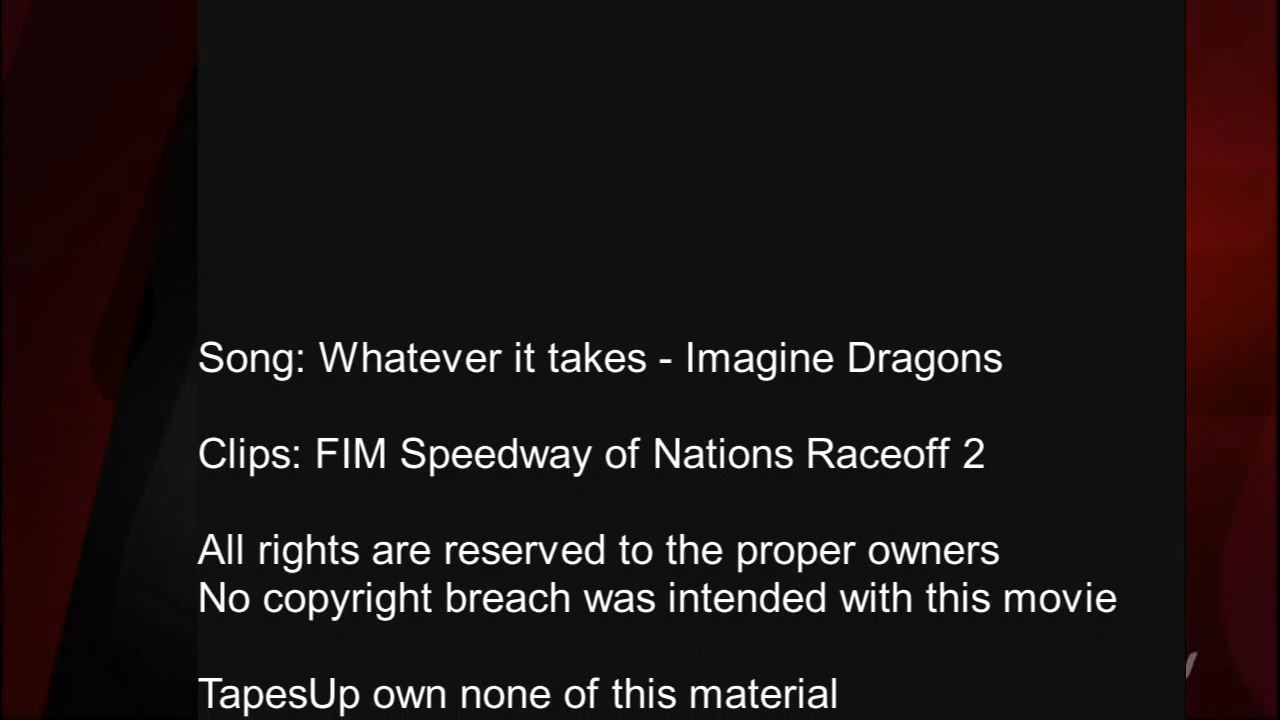 Song: Whatever it takes - Imagine Dragons
Clips: FIM Speedway of Nations Raceoff 2
All rights are reserved to the proper owners
No copyright breach was intended with this movie
TapesUp own none of this material